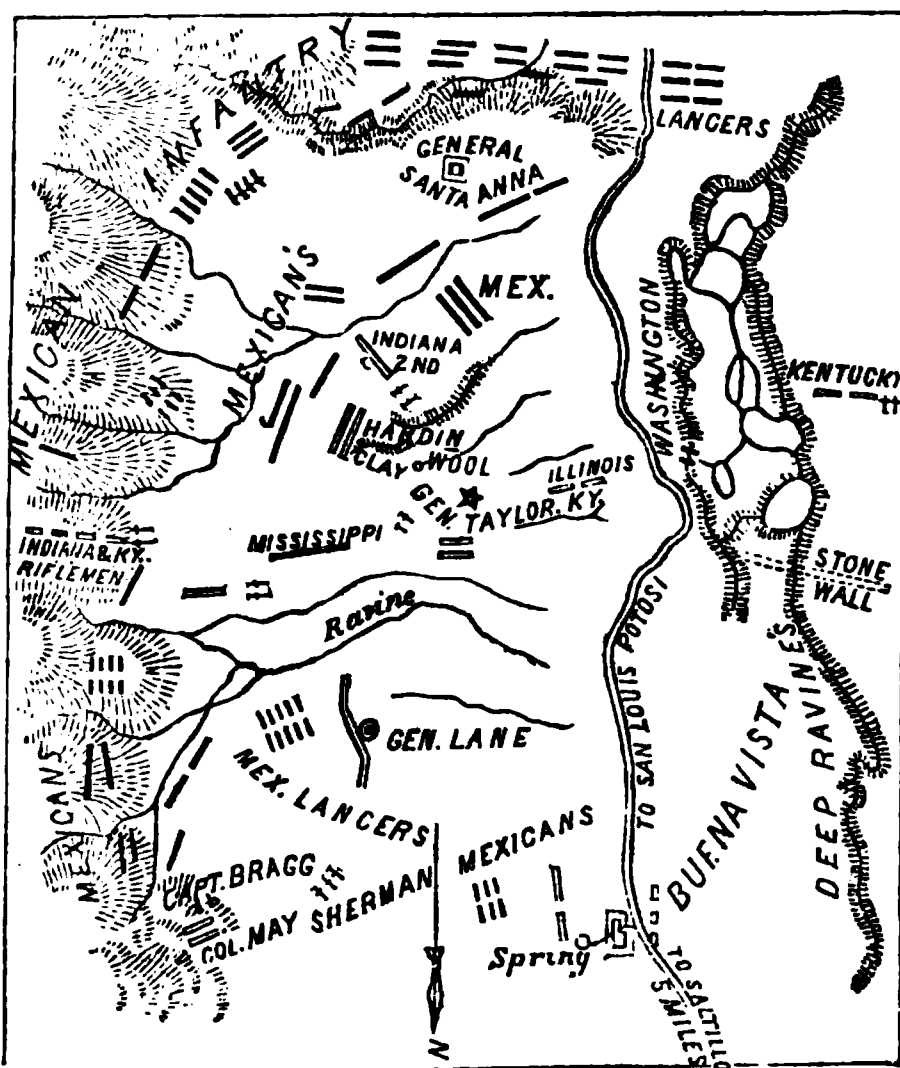 INFANTRY
LANCERS
GENERAL
SANTA ANNA
MEXICAN
MEXICAN'S
MEX.
INDIANA
2ND
WASHINGTON
KENTUCKY
HARDIN
CLAY WOOL
ILLINOIS
GEN. TAYLOR. KY.
MISSISSIPPI
INDIANA & KY.
RIFLEMEN
STONE
WALL
Ravine
TO SAN LOUIS POTOSI
GEN. LANE
MEX. LANCERS
MEXICANS
MEXICANS
BUENA VISTA
DEEP RAVINE'S
CAPT. BRAGG
COL. MAY SHERMAN
Spring
TO SALTILLO
5 MILES
N